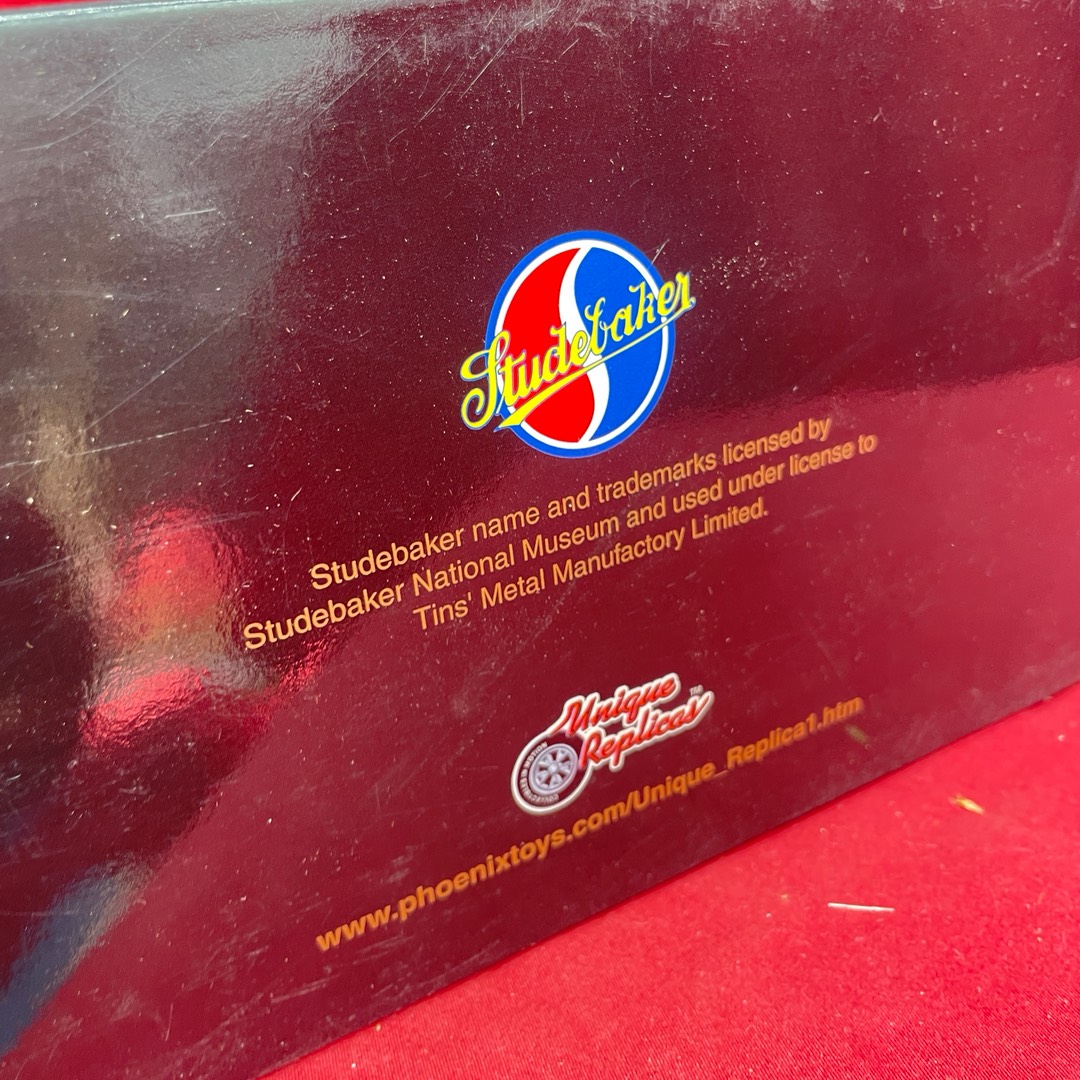 Studebaker
Studebaker name and trademarks licensed by
Studebaker National Museum and used under license to
Tins' Metal Manufactory Limited.
Unique
Replicas™
www.phoenixtoys.com/Unique_Replica1.htm